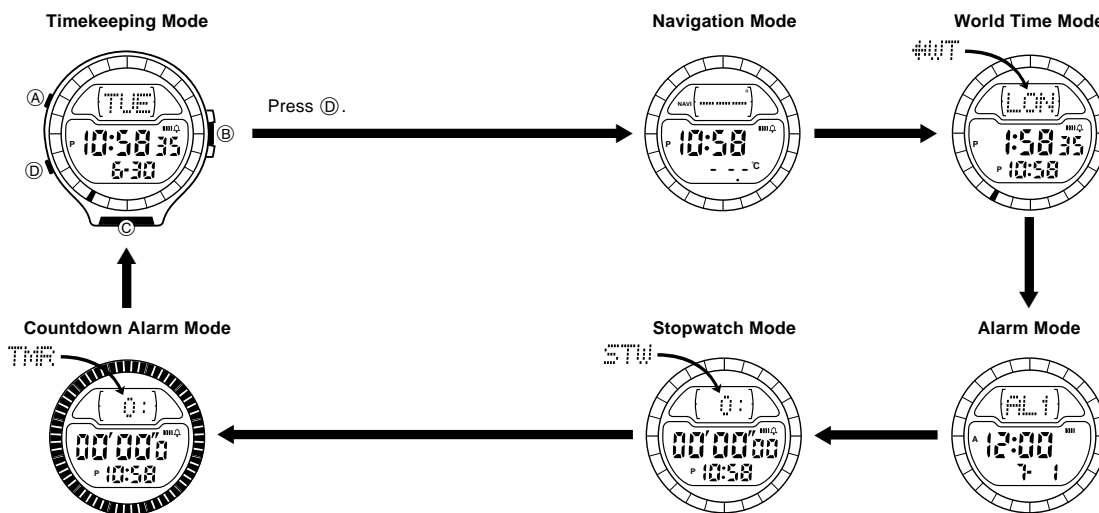 Timekeeping Mode
Navigation Mode
World Time Mode
WT
A
TUE
P 10:58 35
6-30
B
D
C
Press D.
NAVI
P 10:58
- - - °C
LON
P 1:58 35
P 10:58
Countdown Alarm Mode
Stopwatch Mode
Alarm Mode
TMR
0:
00'00"0
P 10:58
STW
0:
00'00"00
P 10:58
AL1
A 12:00
7- 1